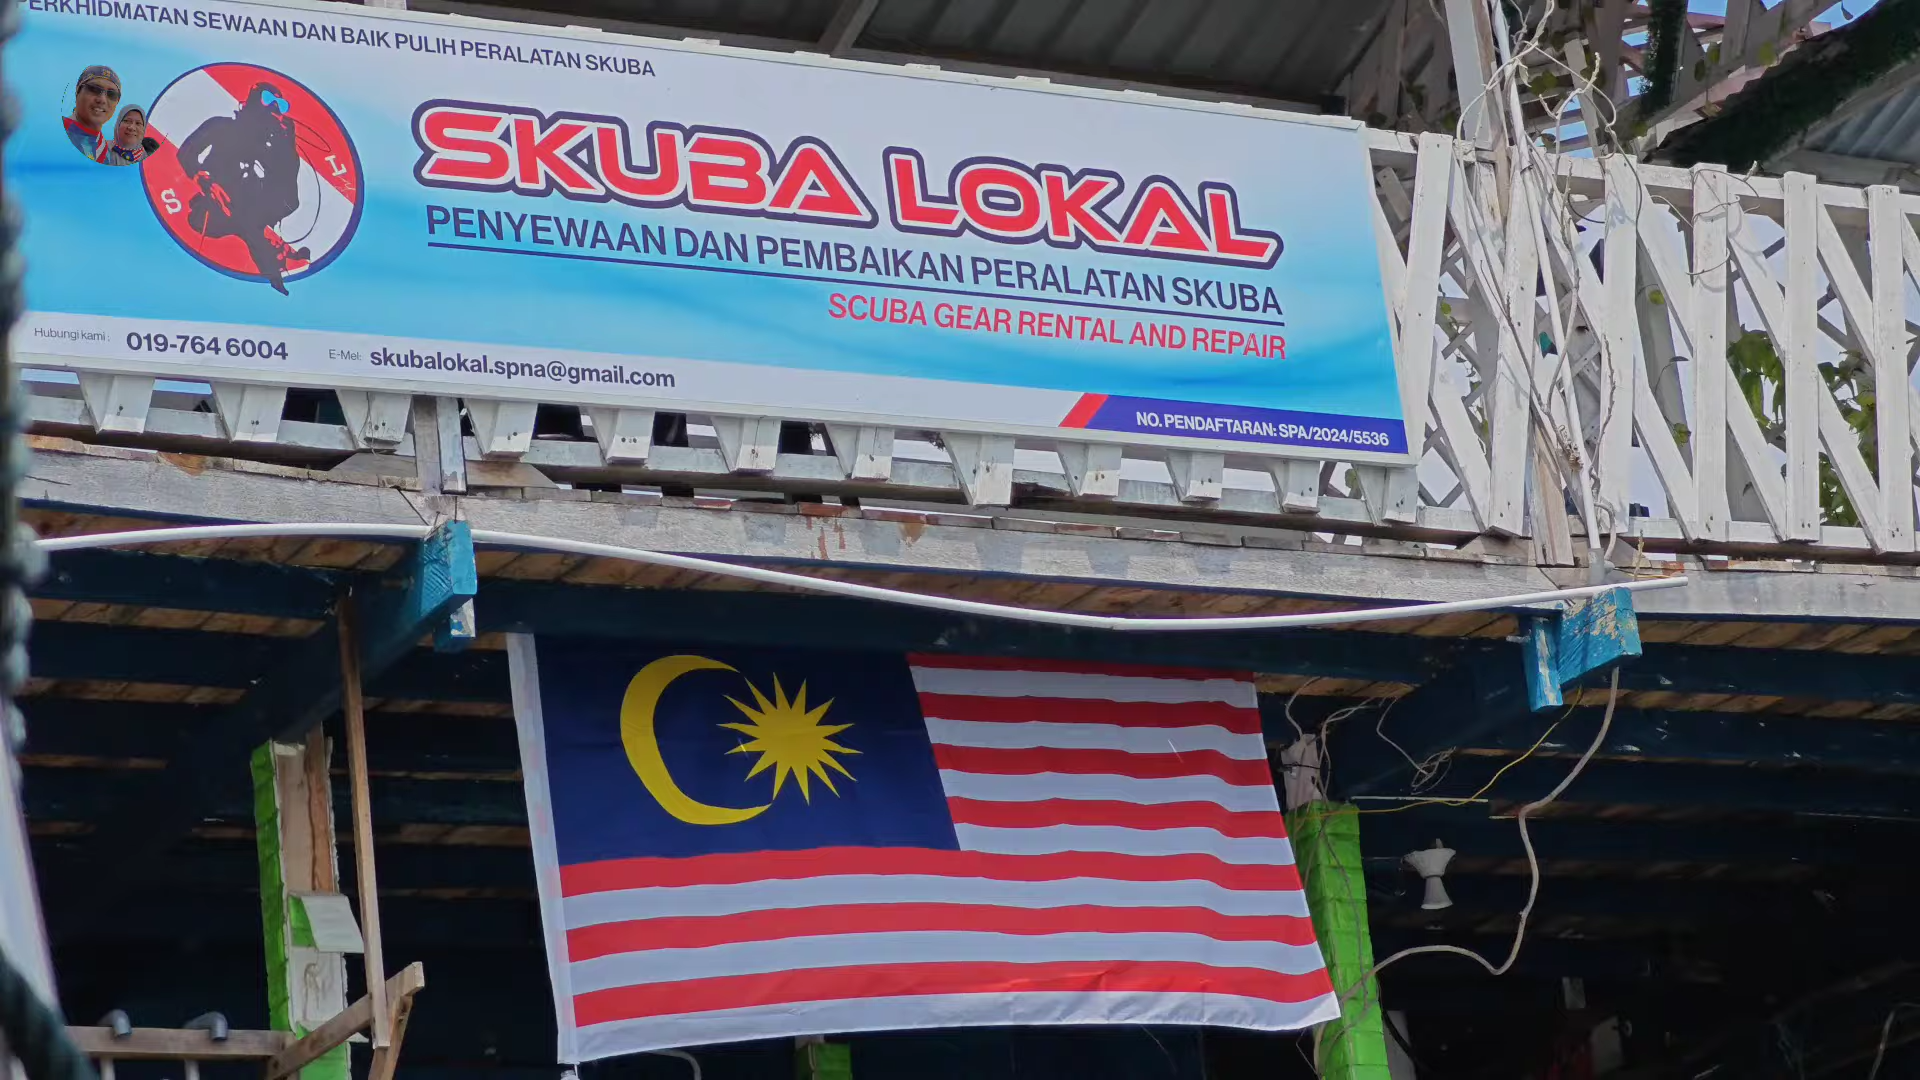 PERKHIDMATAN SEWAAN DAN BAIK PULIH PERALATAN SKUBA
S L
SKUBA LOKAL
PENYEWAAN DAN PEMBAIKAN PERALATAN SKUBA
SCUBA GEAR RENTAL AND REPAIR
Hubungi kami : 019-764 6004 E-Mel: skubalokal.spna@gmail.com
NO. PENDAFTARAN: SPA/2024/5536